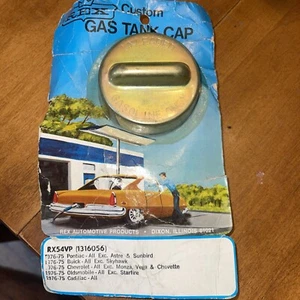 REX Custom
GAS TANK CAP
REX AUTOMOTIVE PRODUCTS • DIXON, ILLINOIS 61021
RX54VP (1316056)
1976-75 Pontiac - All Exc. Astre & Sunbird
1976-75 Buick - All Exc. Skyhawk
1976-75 Chevrolet - All Exc. Monza, Vega & Chevette
1976-75 Oldsmobile - All Exc. Starfire
1976-75 Cadillac - All